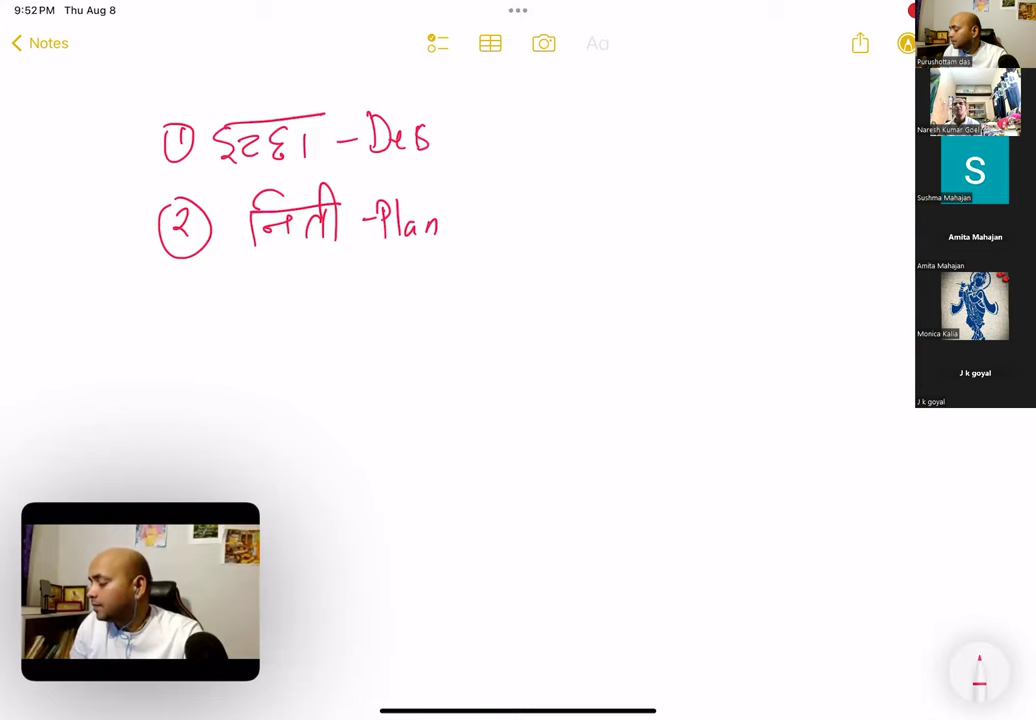 9:52 PM Thu Aug 8
Notes
Aa
① - Des
② निती - Plan
Purushottam das
Naresh Kumar Goel
S
Sushma Mahajan
Amita Mahajan
Amita Mahajan
Monica Kalia
J k goyal
J k goyal